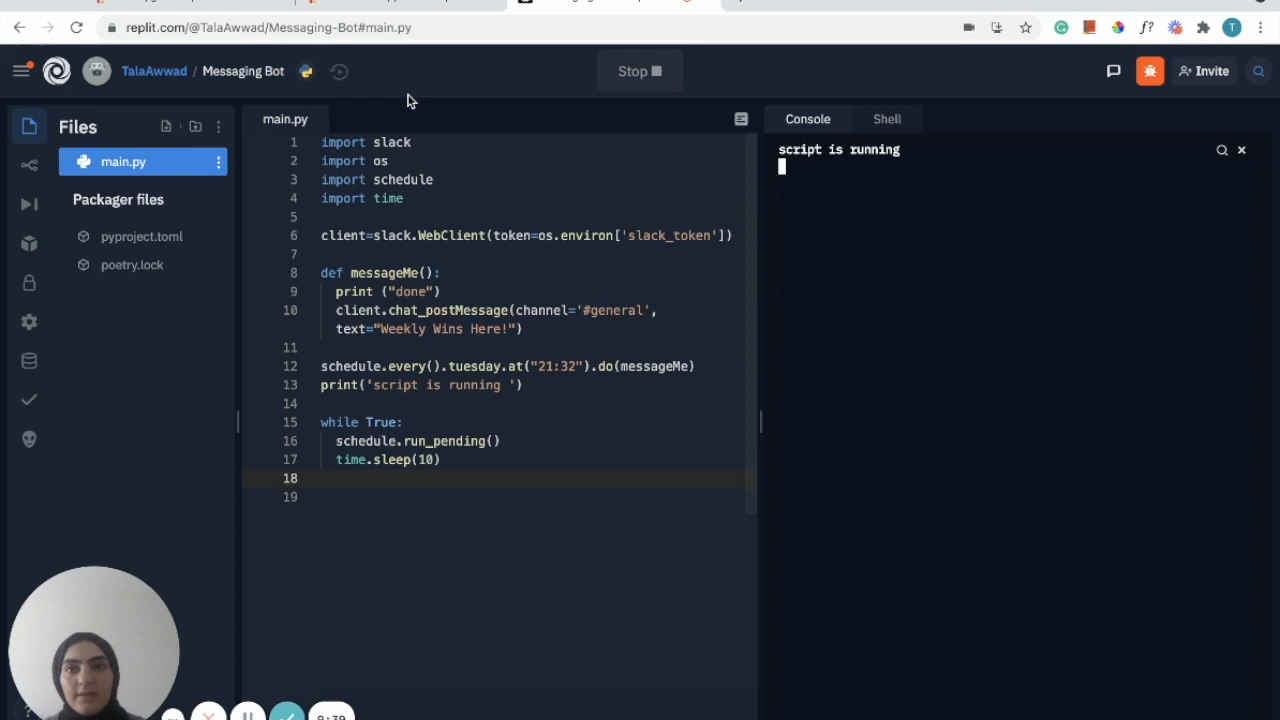 replit.com/@TalaAwwad/Messaging-Bot#main.py
f?
T
TalaAwwad / Messaging Bot
Stop
Invite
Files
main.py
Packager files
pyproject.toml
poetry.lock
main.py
1 import slack
2 import os
3 import schedule
4 import time
5
6 client=slack.WebClient(token=os.environ['slack_token'])
7
8 def messageMe():
9 print ("done")
10 client.chat_postMessage(channel='#general',
text="Weekly Wins Here!")
11
12 schedule.every().tuesday.at("21:32").do(messageMe)
13 print('script is running ')
14
15 while True:
16 schedule.run_pending()
17 time.sleep(10)
18
19
Console
Shell
script is running